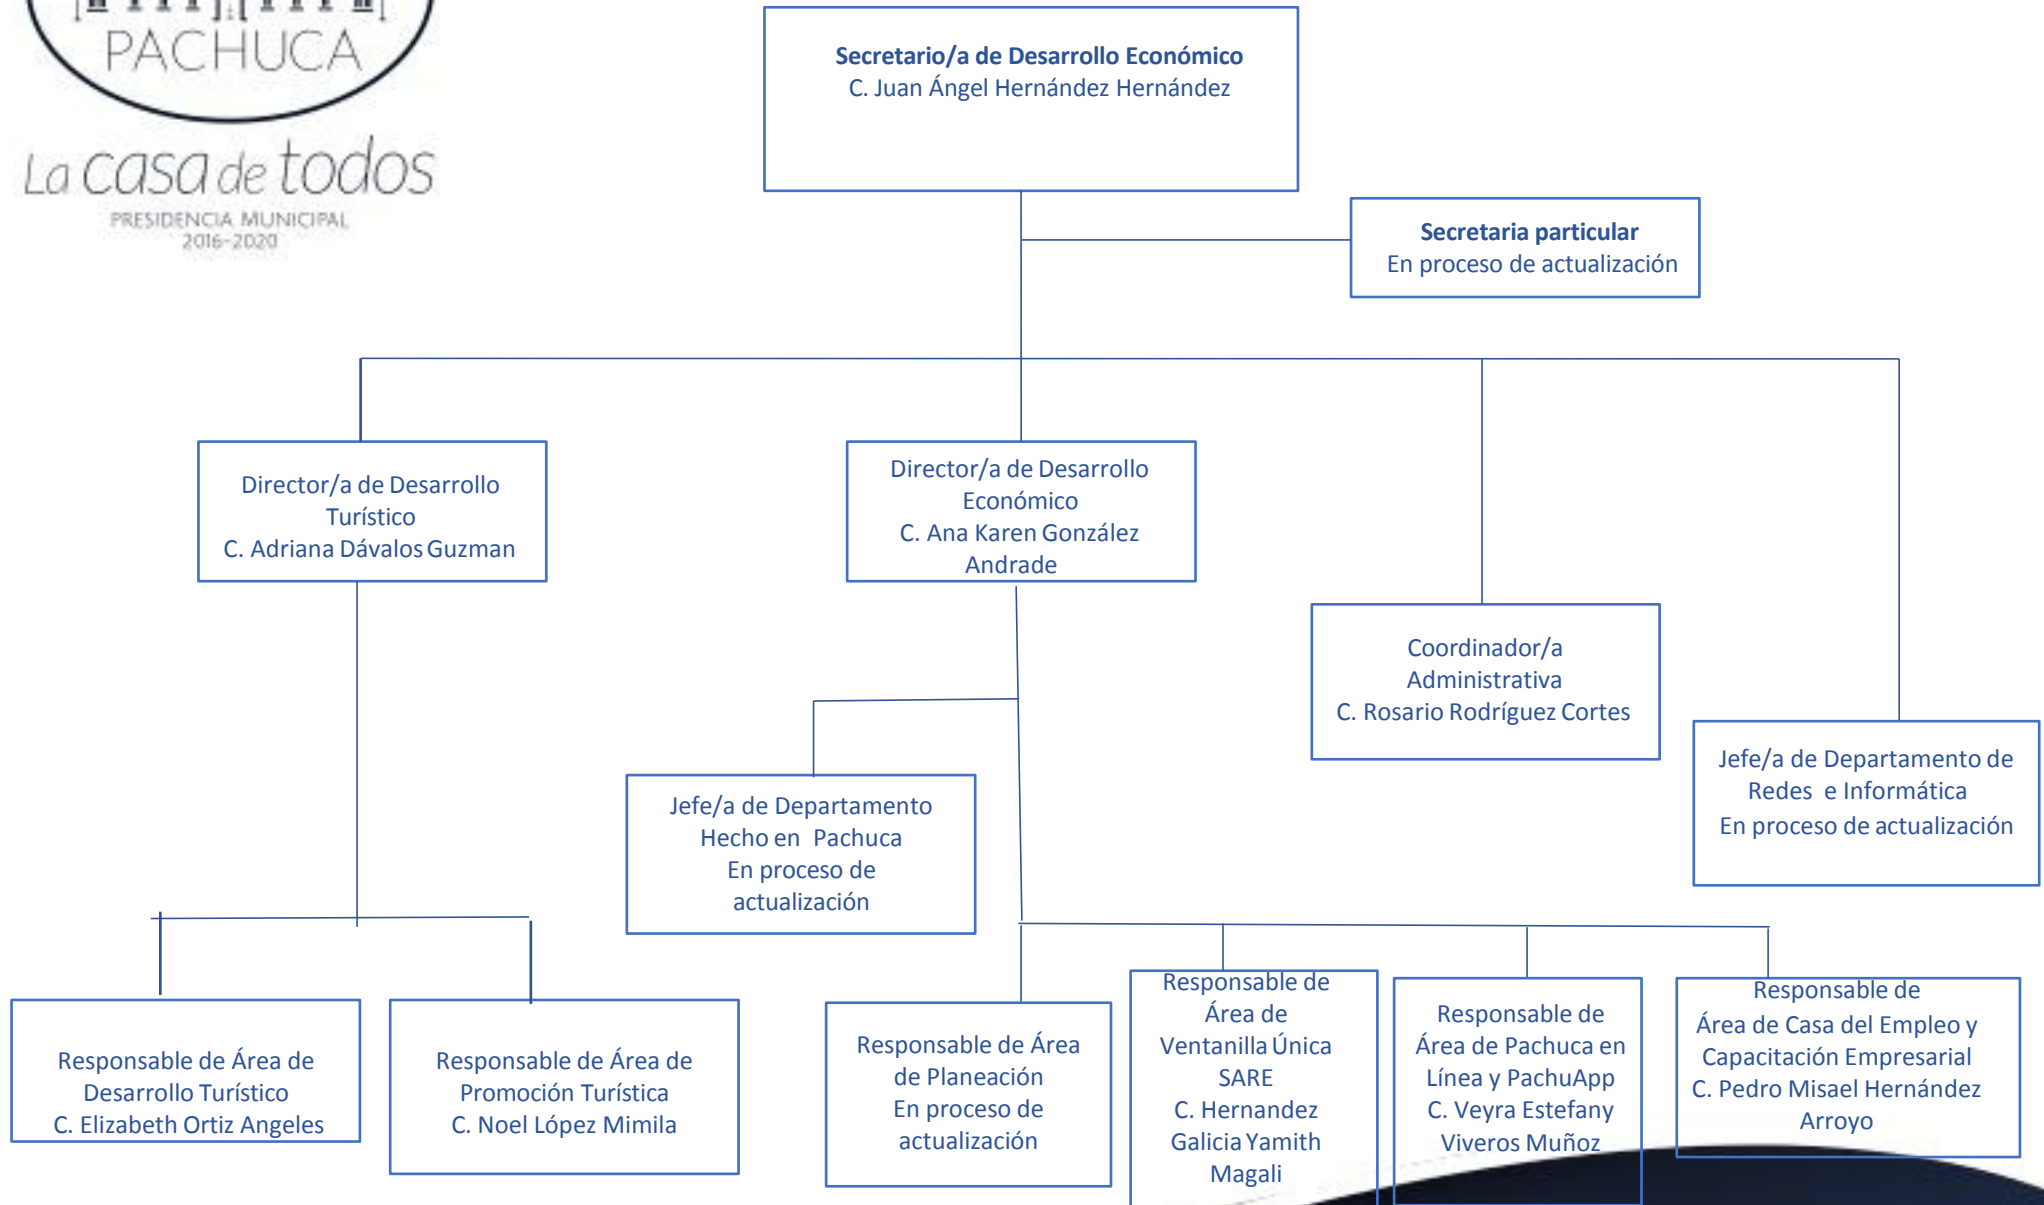 PACHUCA
La casa de todos
PRESIDENCIA MUNICIPAL
2016-2020
Secretario/a de Desarrollo Económico
C. Juan Ángel Hernández Hernández
Secretaria particular
En proceso de actualización
Director/a de Desarrollo
Turístico
C. Adriana Dávalos Guzman
Director/a de Desarrollo
Económico
C. Ana Karen González
Andrade
Coordinador/a
Administrativa
C. Rosario Rodríguez Cortes
Jefe/a de Departamento de
Redes e Informática
En proceso de actualización
Jefe/a de Departamento
Hecho en Pachuca
En proceso de
actualización
Responsable de Área de
Desarrollo Turístico
C. Elizabeth Ortiz Angeles
Responsable de Área de
Promoción Turística
C. Noel López Mimila
Responsable de Área
de Planeación
En proceso de
actualización
Responsable de
Área de
Ventanilla Única
SARE
C. Hernandez
Galicia Yamith
Magali
Responsable de
Área de Pachuca en
Línea y PachuApp
C. Veyra Estefany
Viveros Muñoz
Responsable de
Área de Casa del Empleo y
Capacitación Empresarial
C. Pedro Misael Hernández
Arroyo